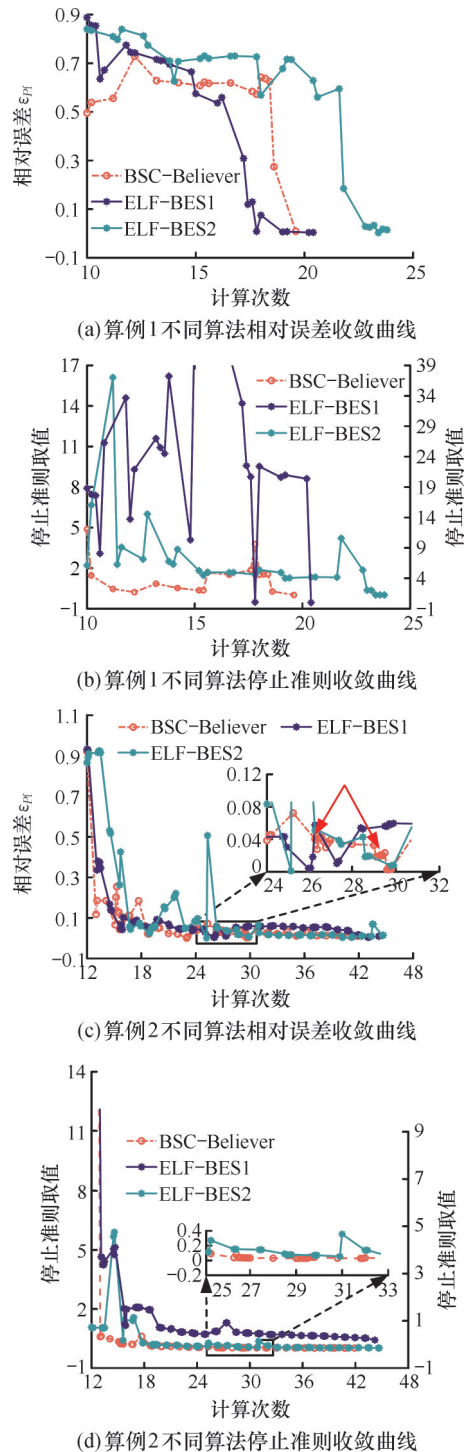 0.9
0.7
0.5
0.3
0.1
-0.1
相对误差 εPf
BSC-Believer
ELF-BES1
ELF-BES2
10 15 20 25
计算次数
(a) 算例1不同算法相对误差收敛曲线
17
14
11
8
5
2
-1
停止准则取值
BSC-Believer
ELF-BES1
ELF-BES2
39
34
29
24
19
14
9
4
-1
停止准则取值
10 15 20 25
计算次数
(b) 算例1不同算法停止准则收敛曲线
1.1
0.9
0.7
0.5
0.3
0.1
-0.1
相对误差 εPf
BSC-Believer ELF-BES1
ELF-BES2
0.12
0.08
0.04
0
24 26 28 30 32
12 18 24 30 36 42 48
计算次数
(c) 算例2不同算法相对误差收敛曲线
14
11
8
5
2
-1
停止准则取值
BSC-Believer
ELF-BES1
ELF-BES2
0.4
0.2
0
-0.2
25 27 29 31 33
9
7
5
3
1
-1
停止准则取值
12 18 24 30 36 42 48
计算次数
(d) 算例2不同算法停止准则收敛曲线